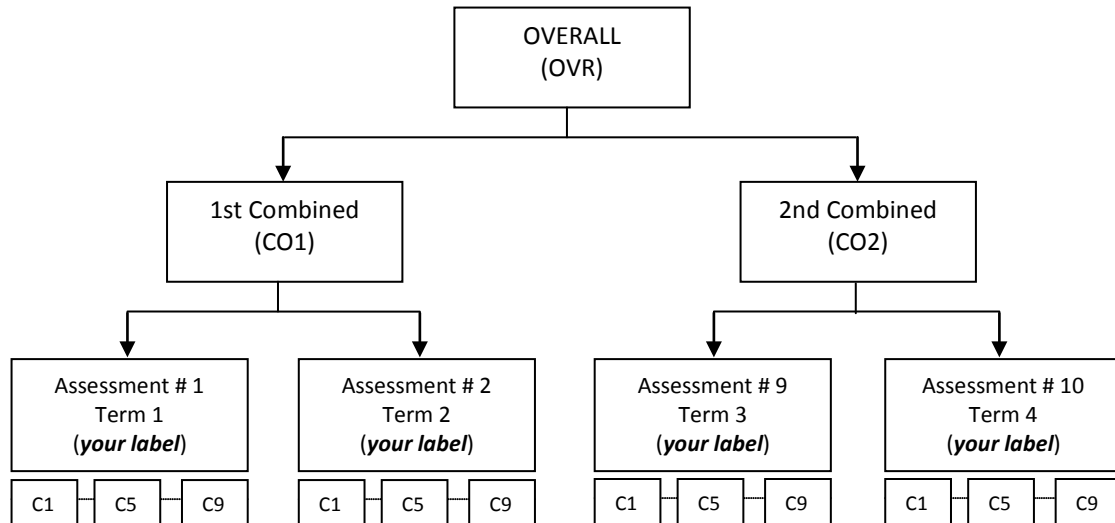 OVERALL
(OVR)
1st Combined
(CO1)
2nd Combined
(CO2)
Assessment # 1
Term 1
(your label)
Assessment # 2
Term 2
(your label)
Assessment # 9
Term 3
(your label)
Assessment # 10
Term 4
(your label)
C1 C5 C9
C1 C5 C9
C1 C5 C9
C1 C5 C9